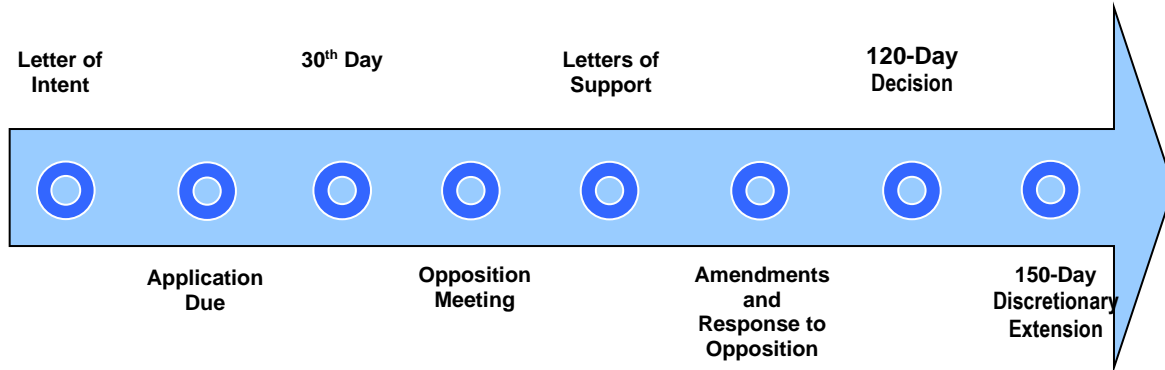 Letter of
Intent
30th Day
Letters of
Support
120-Day
Decision
Application
Due
Opposition
Meeting
Amendments
and
Response to
Opposition
150-Day
Discretionary
Extension